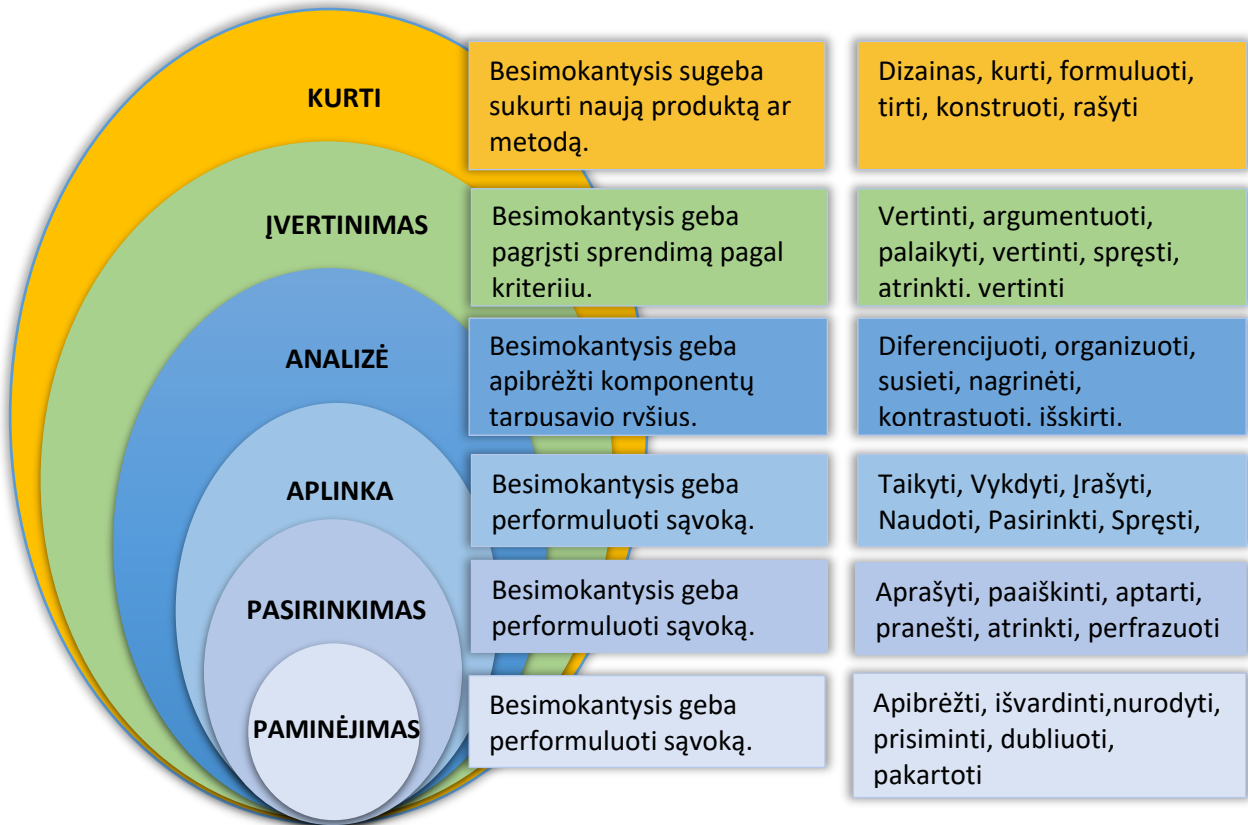 KURTI
Besimokantysis sugeba
sukurti naują produktą ar
metodą.
Dizainas, kurti, formuluoti,
tirti, konstruoti, rašyti
ĮVERTINIMAS
Besimokantysis geba
pagrįsti sprendimą pagal
kriterijų.
Vertinti, argumentuoti,
palaikyti, vertinti, spręsti,
atrinkti, vertinti
ANALIZĖ
Besimokantysis geba
apibrėžti komponentų
tarpusavio ryšius.
Diferencijuoti, organizuoti,
susieti, nagrinėti,
kontrastuoti, išskirti.
APLINKA
Besimokantysis geba
performuluoti sąvoką.
Taikyti, Vykdyti, Įrašyti,
Naudoti, Pasirinkti, Spręsti,
PASIRINKIMAS
Besimokantysis geba
performuluoti sąvoką.
Aprašyti, paaiškinti, aptarti,
pranešti, atrinkti, perfrazuoti
PAMINĖJIMAS
Besimokantysis geba
performuluoti sąvoką.
Apibrėžti, išvardinti,nurodyti,
prisiminti, dubliuoti,
pakartoti